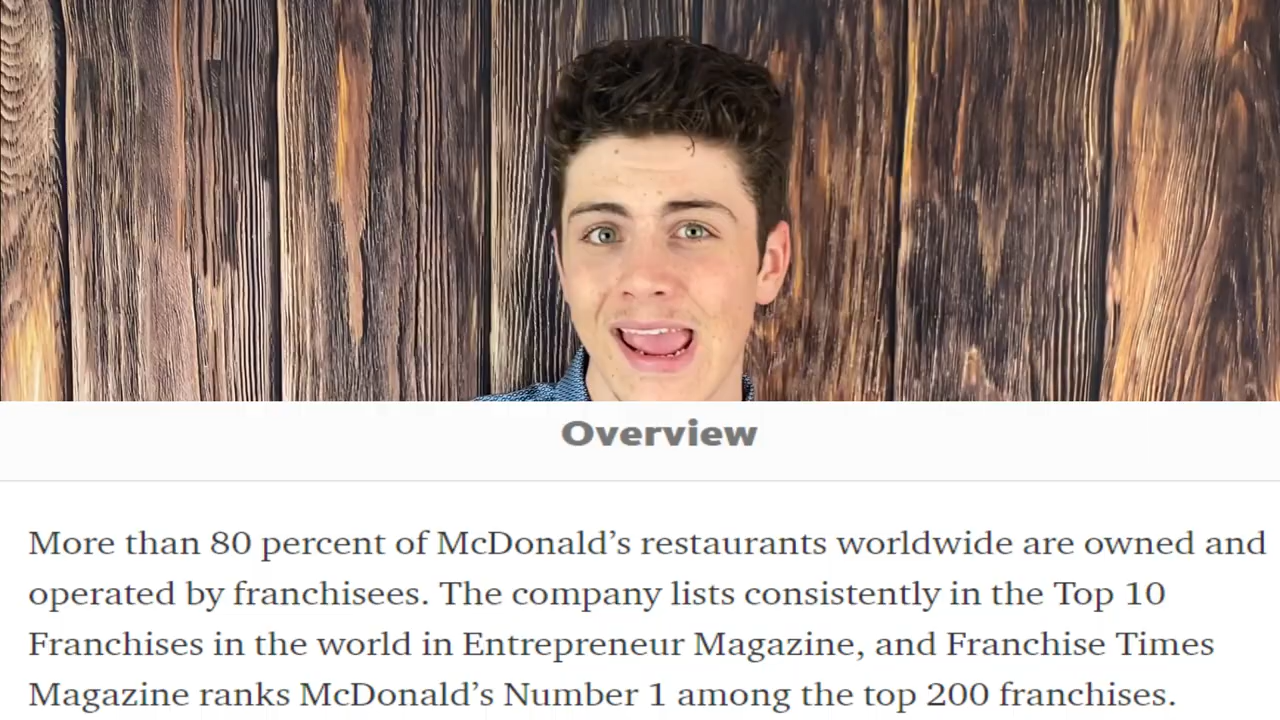 Overview
More than 80 percent of McDonald’s restaurants worldwide are owned and
operated by franchisees. The company lists consistently in the Top 10
Franchises in the world in Entrepreneur Magazine, and Franchise Times
Magazine ranks McDonald’s Number 1 among the top 200 franchises.